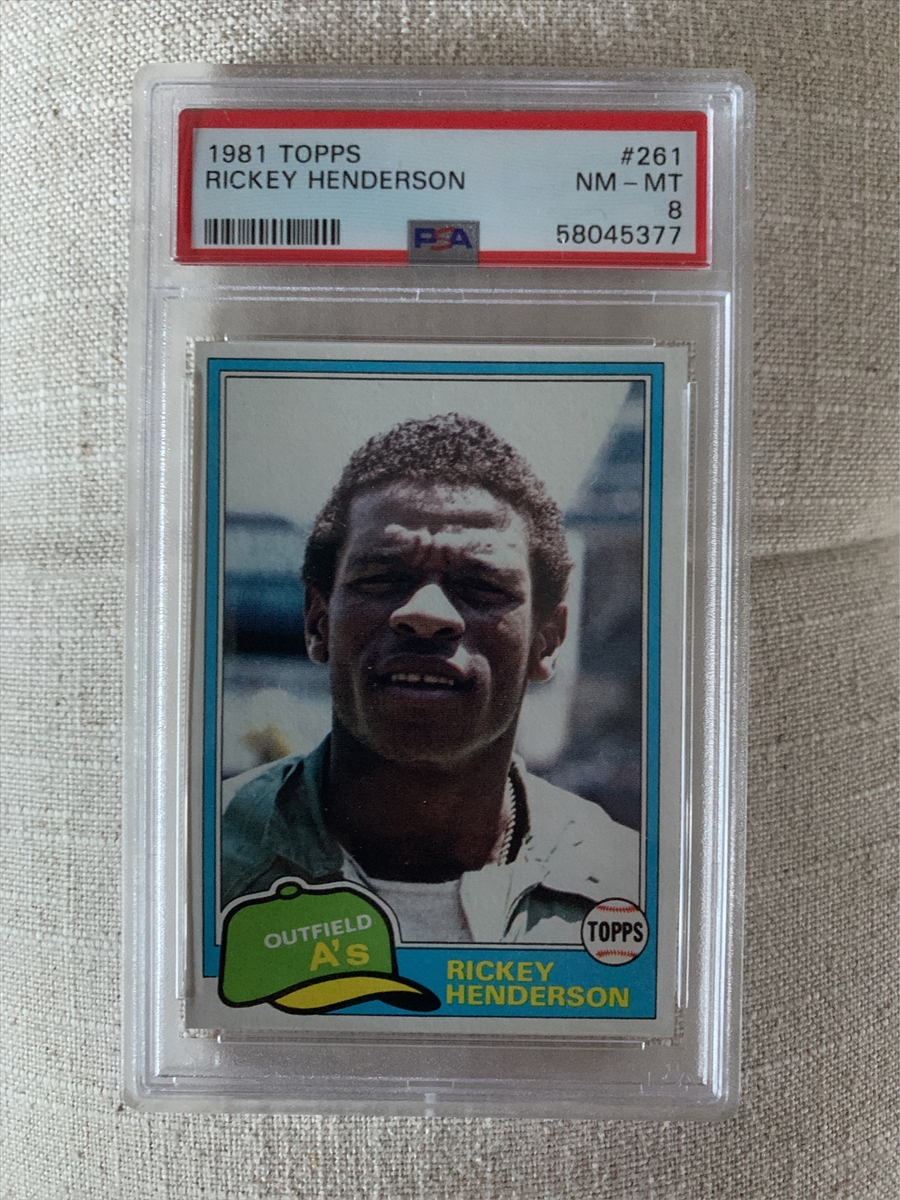 1981 TOPPS
#261
RICKEY HENDERSON
NM - MT
8
PSA
58045377
OUTFIELD
A's
TOPPS
RICKEY
HENDERSON